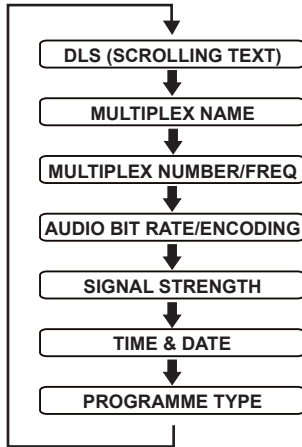 DLS (SCROLLING TEXT)
MULTIPLEX NAME
MULTIPLEX NUMBER/FREQ
AUDIO BIT RATE/ENCODING
SIGNAL STRENGTH
TIME & DATE
PROGRAMME TYPE